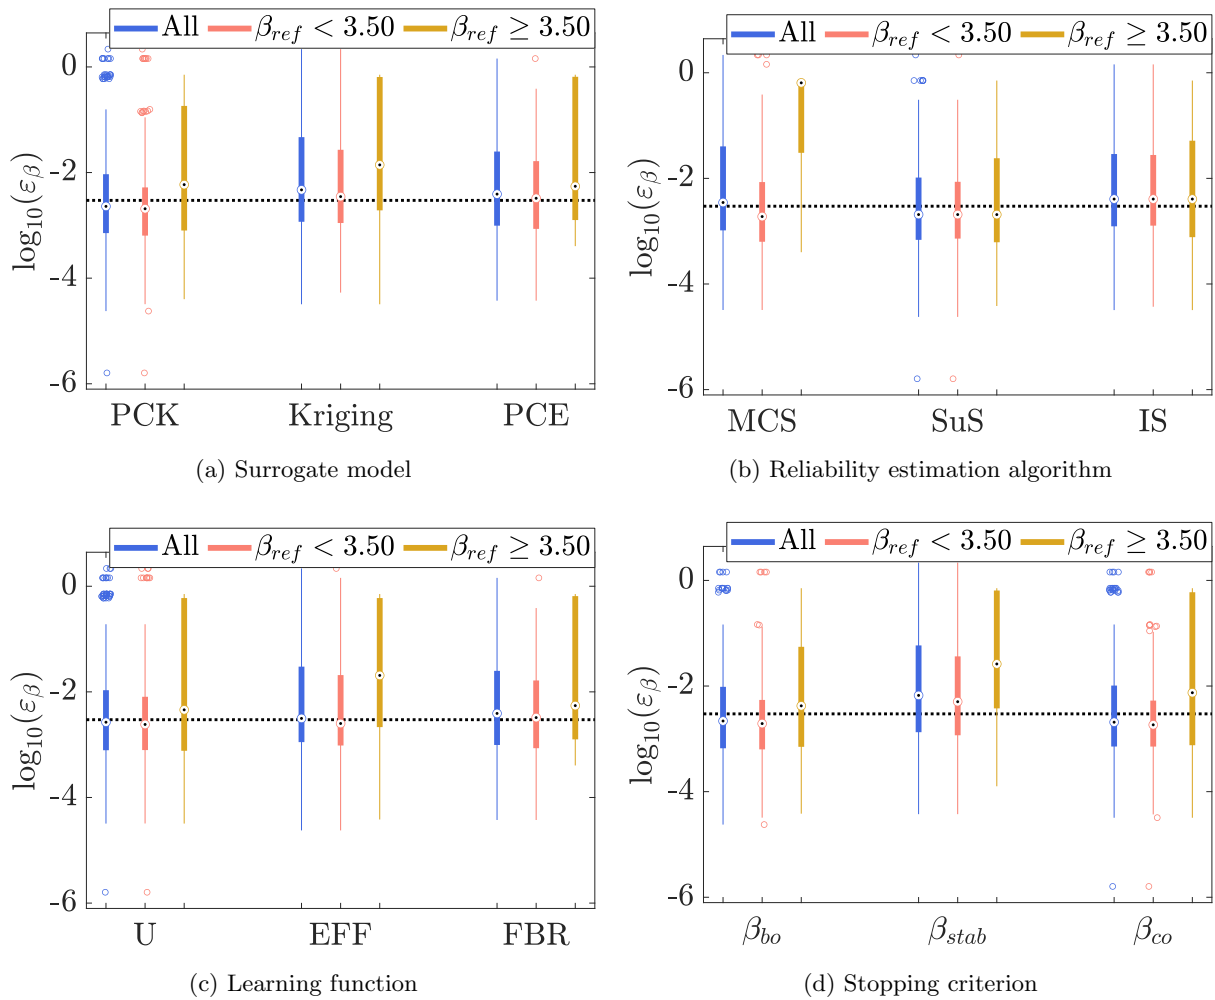 All β_ref < 3.50 β_ref ≥ 3.50
0
-2
-4
-6
log₁₀(ε_β)
PCK Kriging PCE
(a) Surrogate model
All β_ref < 3.50 β_ref ≥ 3.50
0
-2
-4
-6
log₁₀(ε_β)
MCS SuS IS
(b) Reliability estimation algorithm
All β_ref < 3.50 β_ref ≥ 3.50
0
-2
-4
-6
log₁₀(ε_β)
U EFF FBR
(c) Learning function
All β_ref < 3.50 β_ref ≥ 3.50
0
-2
-4
-6
log₁₀(ε_β)
β_bo β_stab β_co
(d) Stopping criterion